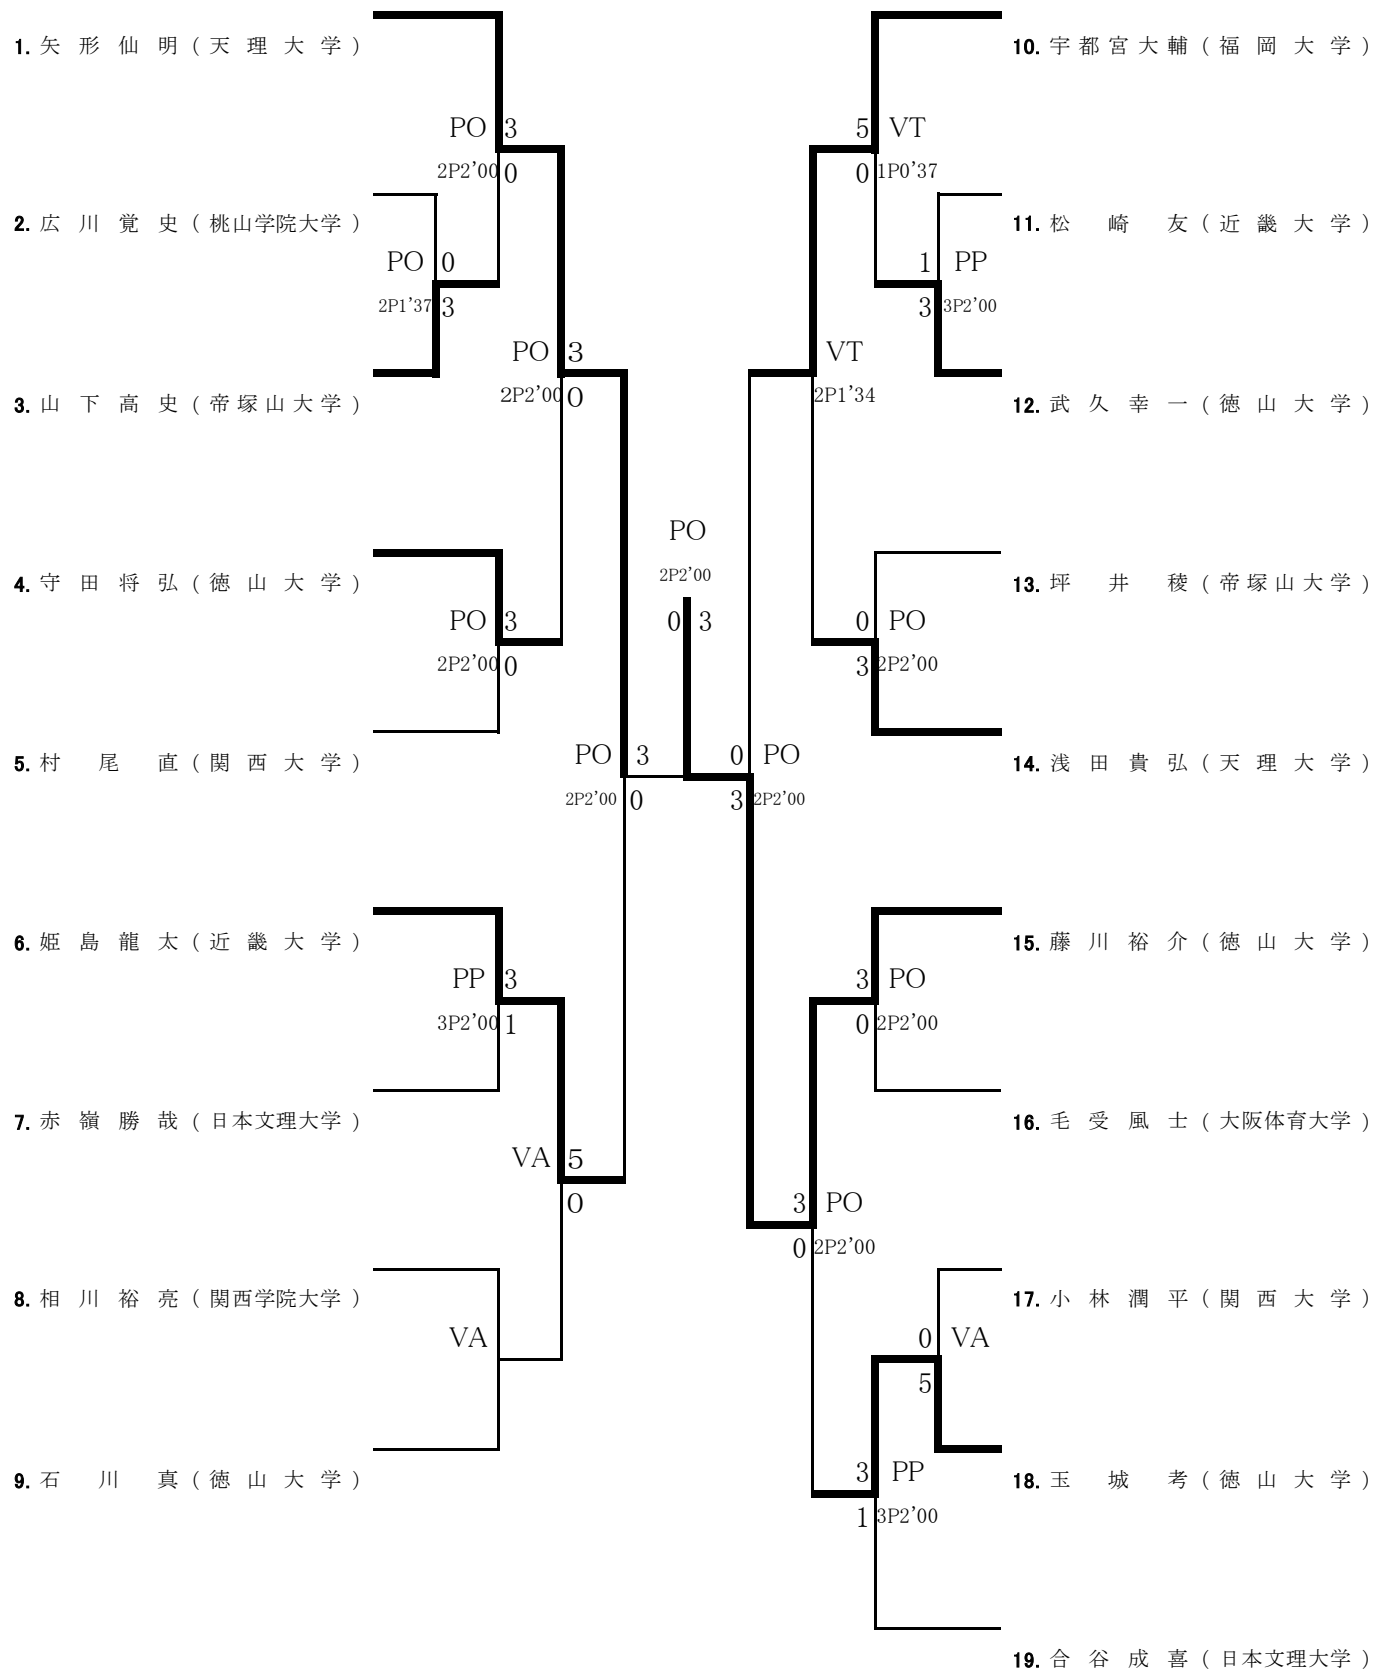 1. 矢形仙明(天理大学)
PO 3
2P2'00 0
2. 広川覚史(桃山学院大学)
PO 0
2P1'37 3
3. 山下高史(帝塚山大学)
PO 3
2P2'00 0
4. 守田将弘(徳山大学)
PO 3
2P2'00 0
5. 村尾直(関西大学)
PO 3
2P2'00 0
6. 姫島龍太(近畿大学)
PP 3
3P2'00 1
7. 赤嶺勝哉(日本文理大学)
VA 5
0
8. 相川裕亮(関西学院大学)
VA
9. 石川真(徳山大学)
PO
2P2'00
0 3
10. 宇都宮大輔(福岡大学)
5 VT
0 1P0'37
11. 松崎友(近畿大学)
1 PP
3 3P2'00
VT
2P1'34
12. 武久幸一(徳山大学)
13. 坪井稜(帝塚山大学)
0 PO
3 2P2'00
14. 浅田貴弘(天理大学)
0 PO
3 2P2'00
15. 藤川裕介(徳山大学)
3 PO
0 2P2'00
16. 毛受風士(大阪体育大学)
3 PO
0 2P2'00
17. 小林潤平(関西大学)
0 VA
5
18. 玉城考(徳山大学)
3 PP
1 3P2'00
19. 合谷成喜(日本文理大学)